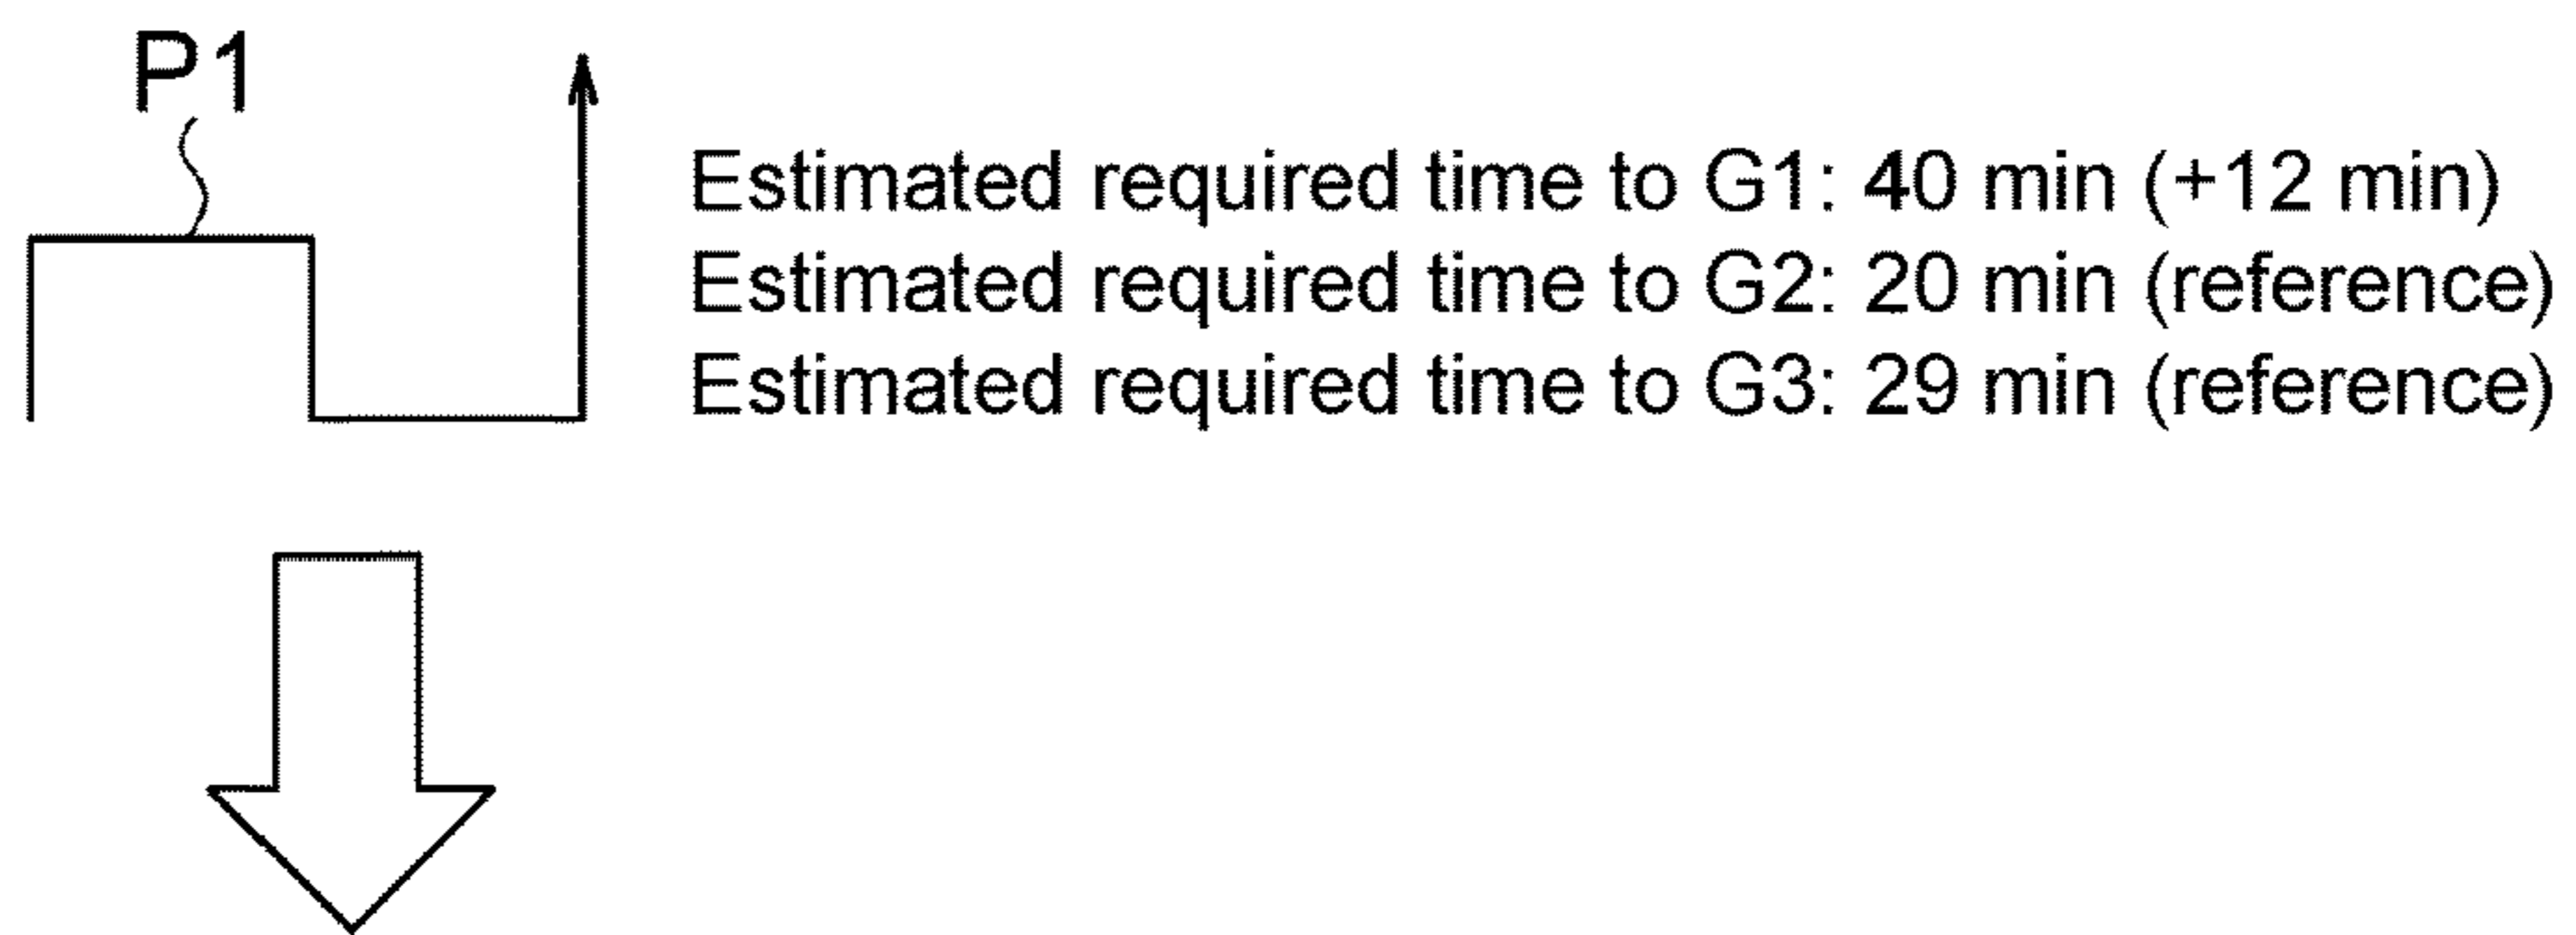 P1
Estimated required time to G1: 40 min (+12 min)
Estimated required time to G2: 20 min (reference)
Estimated required time to G3: 29 min (reference)